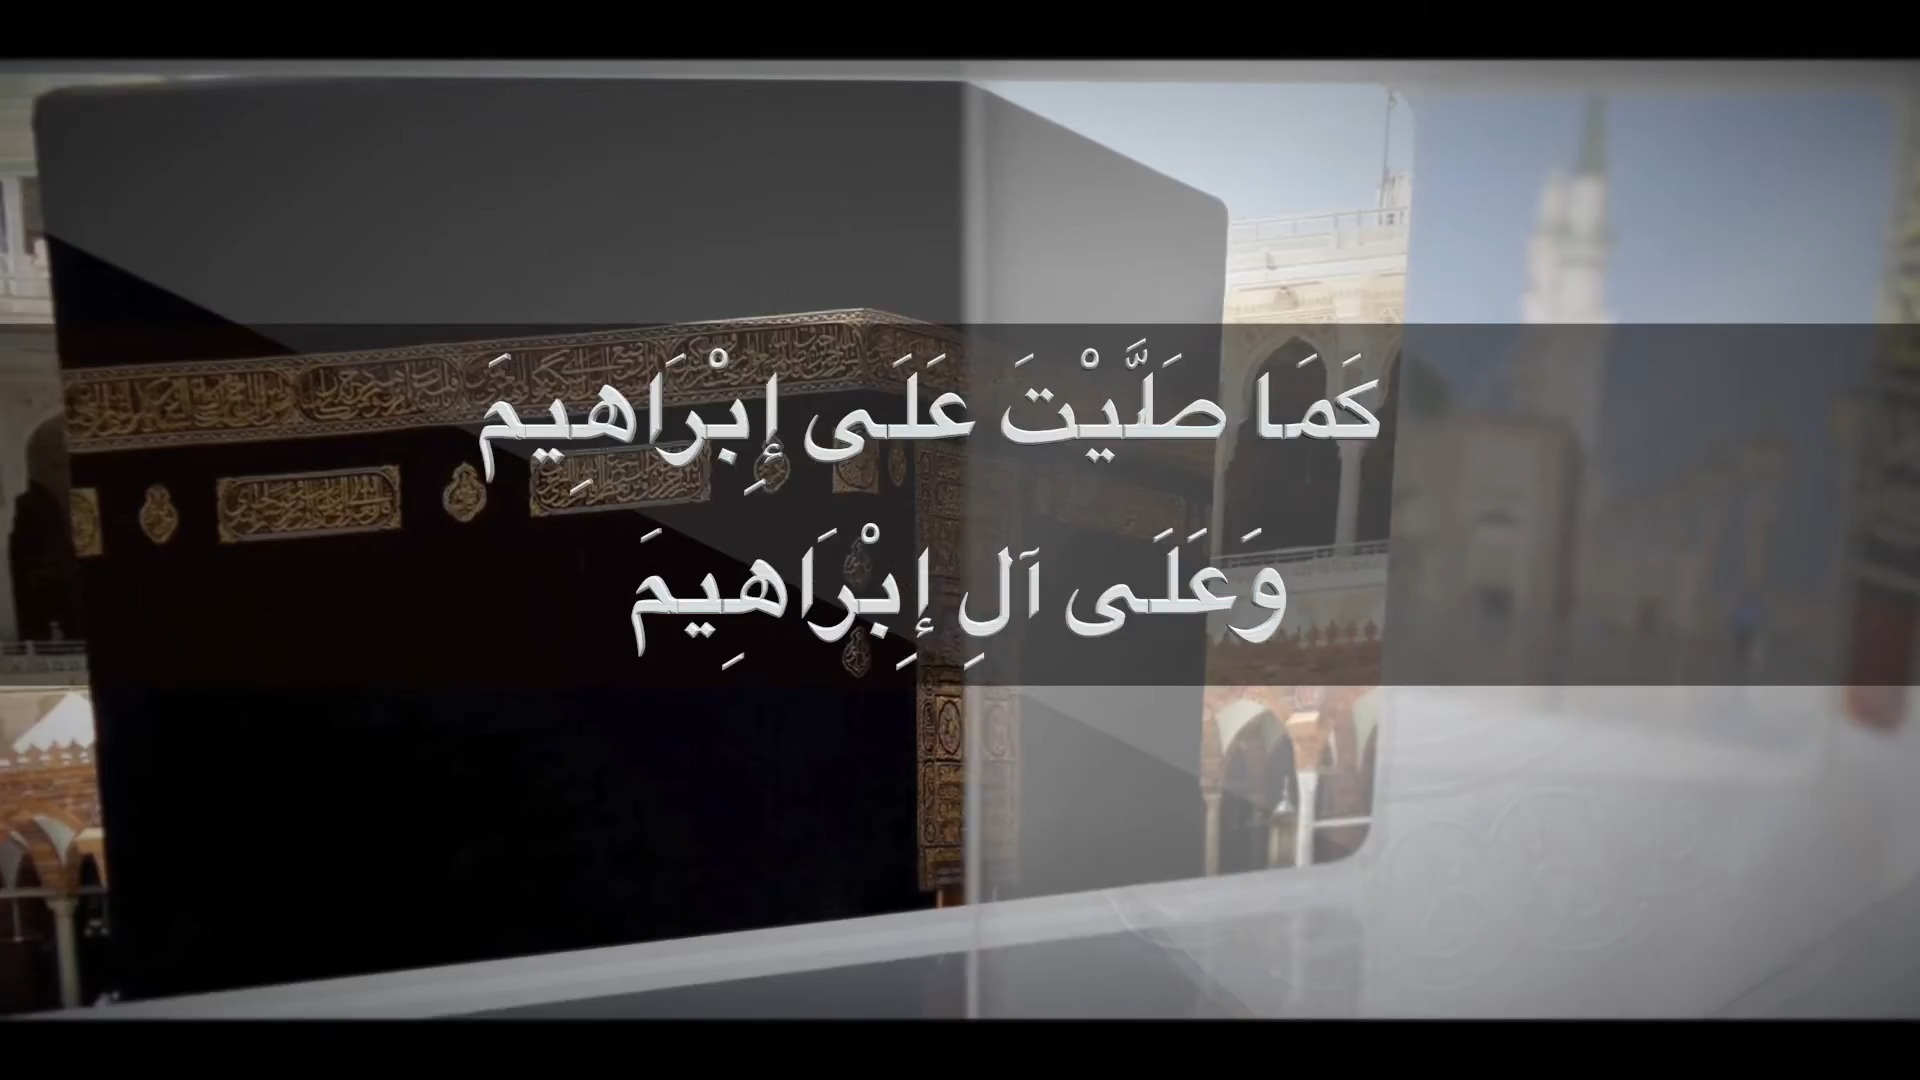 كَمَا صَلَّيْتَ عَلَى إِبْرَاهِيمَ
وَعَلَى آلِ إِبْرَاهِيمَ